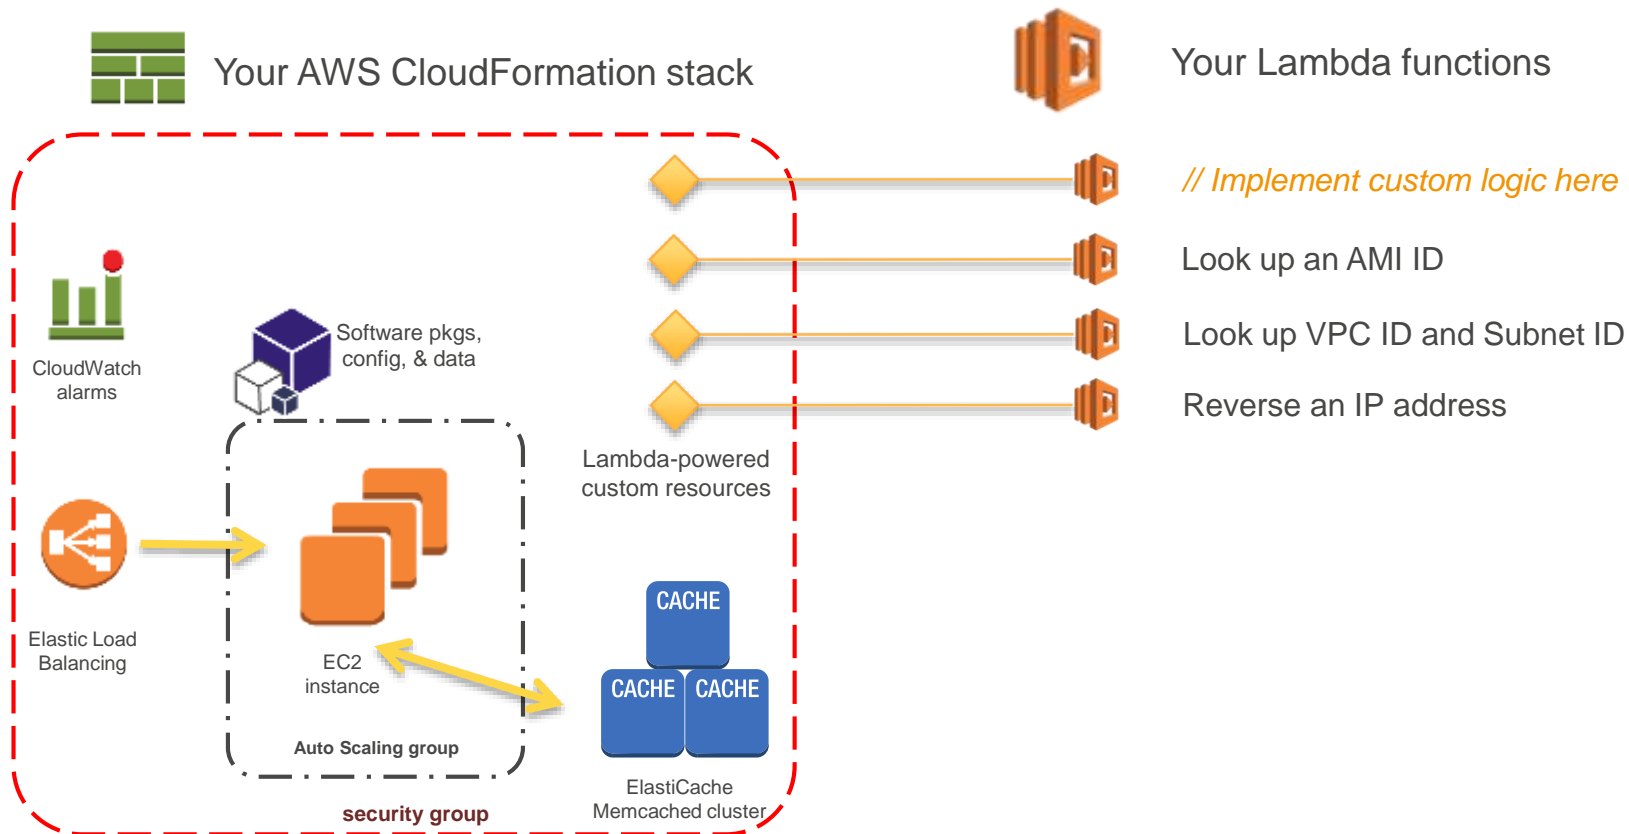 Your AWS CloudFormation stack
Your Lambda functions
// Implement custom logic here
Look up an AMI ID
Look up VPC ID and Subnet ID
Reverse an IP address
Lambda-powered
custom resources
CloudWatch
alarms
Software pkgs,
config, & data
Elastic Load
Balancing
EC2
instance
Auto Scaling group
CACHE
CACHE
CACHE
ElastiCache
Memcached cluster
security group